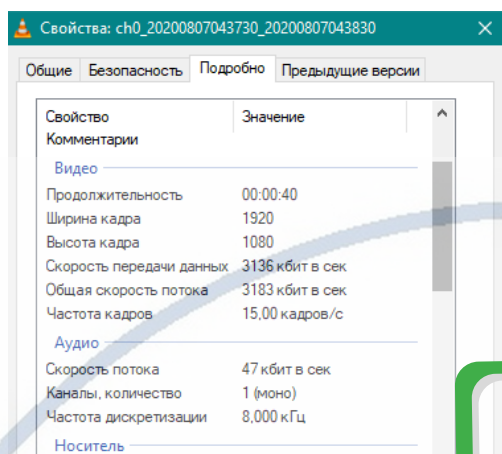 Свойства: ch0_20200807043730_20200807043830
Общие Безопасность Подробно Предыдущие версии
Свойство Значение
Комментарии
Видео
Продолжительность 00:00:40
Ширина кадра 1920
Высота кадра 1080
Скорость передачи данных 3136 кбит в сек
Общая скорость потока 3183 кбит в сек
Частота кадров 15,00 кадров/с
Аудио
Скорость потока 47 кбит в сек
Каналы, количество 1 (моно)
Частота дискретизации 8,000 кГц
Носитель